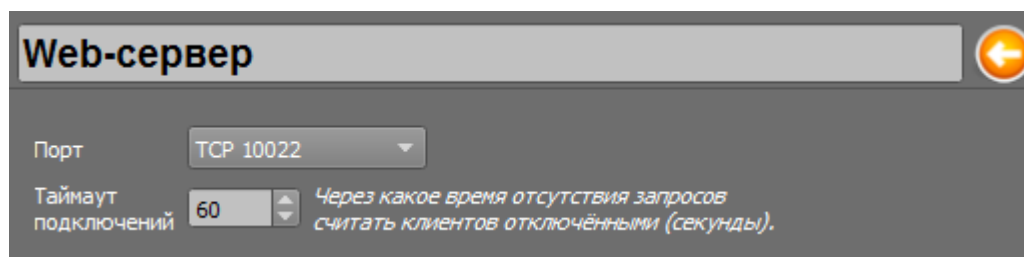 Web-сервер
Порт
TCP 10022
Таймаут
подключений
60
Через какое время отсутствия запросов
считать клиентов отключёнными (секунды).